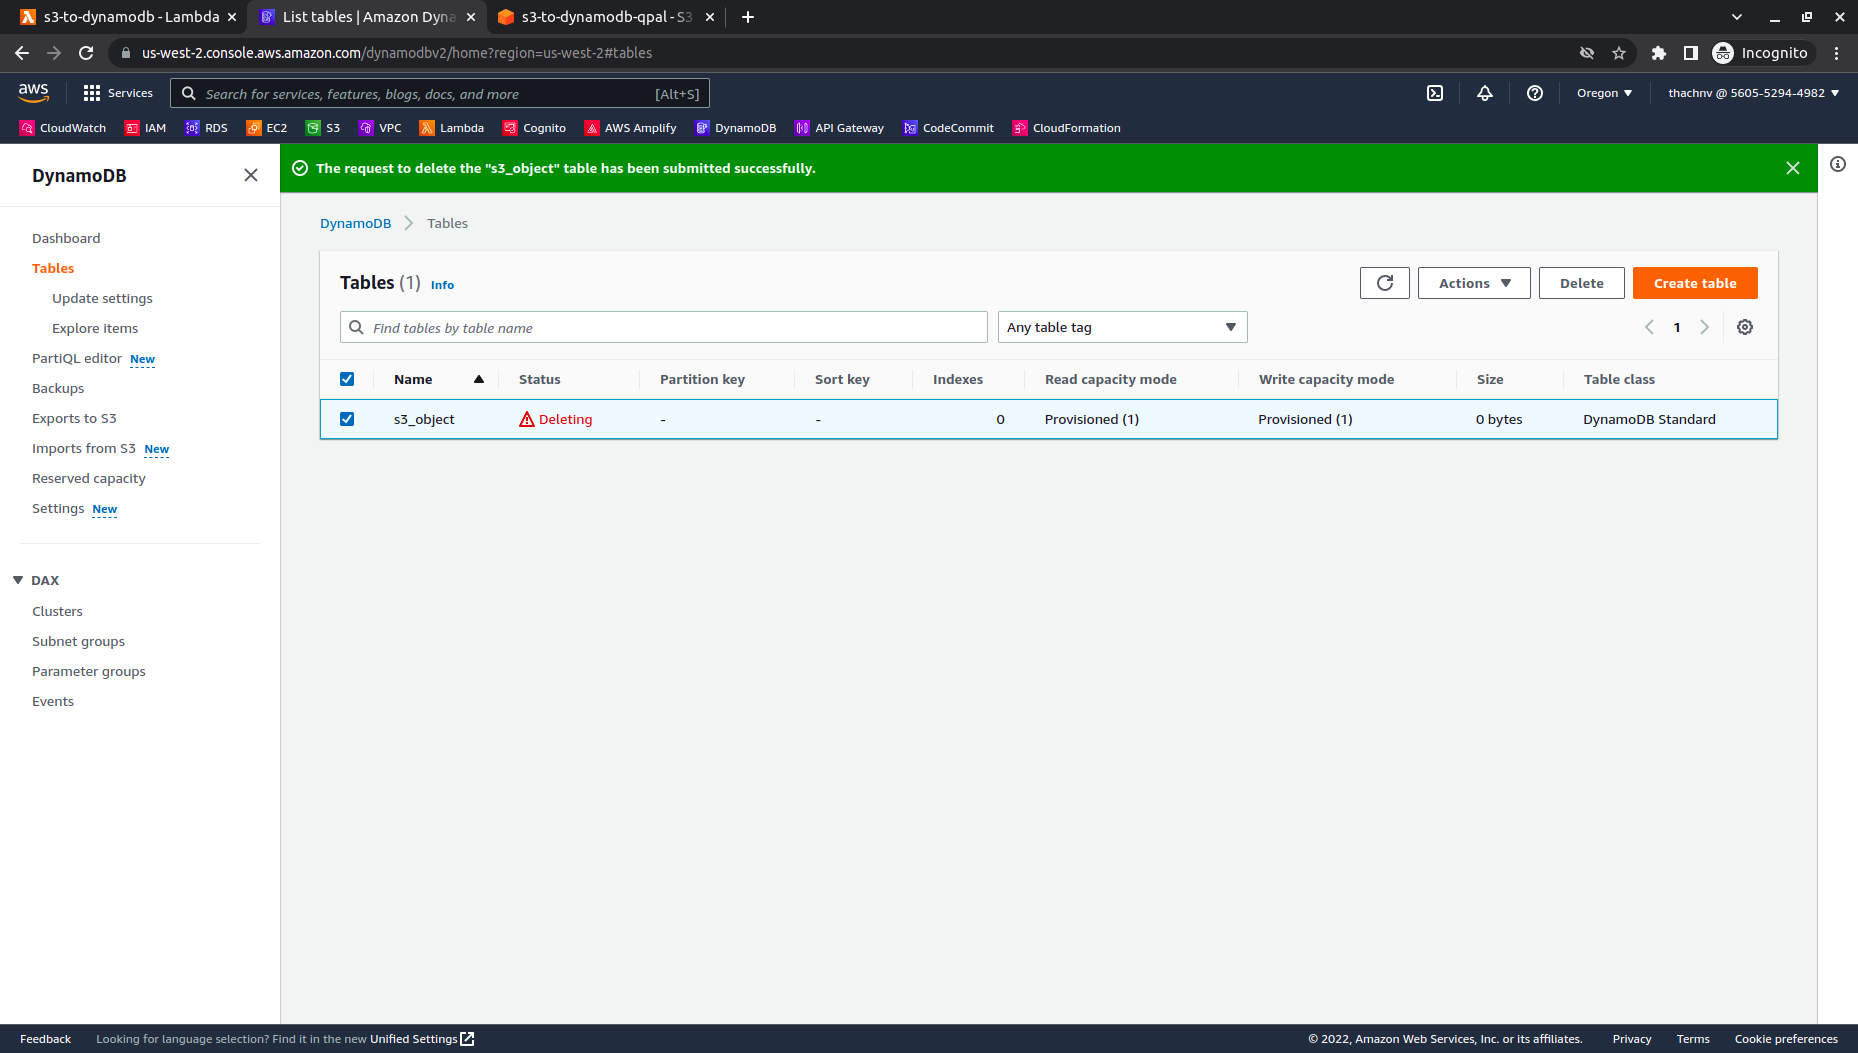 s3-to-dynamodb - Lambda
List tables | Amazon Dyna
s3-to-dynamodb-qpal - S3
us-west-2.console.aws.amazon.com/dynamodbv2/home?region=us-west-2#tables
Incognito
aws
Services
Search for services, features, blogs, docs, and more
[Alt+S]
Oregon
thachnv @ 5605-5294-4982
CloudWatch
IAM
RDS
EC2
S3
VPC
Lambda
Cognito
AWS Amplify
DynamoDB
API Gateway
CodeCommit
CloudFormation
DynamoDB
Dashboard
Tables
Update settings
Explore items
PartiQL editor New
Backups
Exports to S3
Imports from S3 New
Reserved capacity
Settings New
DAX
Clusters
Subnet groups
Parameter groups
Events
The request to delete the "s3_object" table has been submitted successfully.
DynamoDB
Tables
Tables (1) Info
Actions
Delete
Create table
Find tables by table name
Any table tag
1
Name
Status
Partition key
Sort key
Indexes
Read capacity mode
Write capacity mode
Size
Table class
s3_object
Deleting
-
-
0
Provisioned (1)
Provisioned (1)
0 bytes
DynamoDB Standard
Feedback
Looking for language selection? Find it in the new Unified Settings
© 2022, Amazon Web Services, Inc. or its affiliates.
Privacy
Terms
Cookie preferences